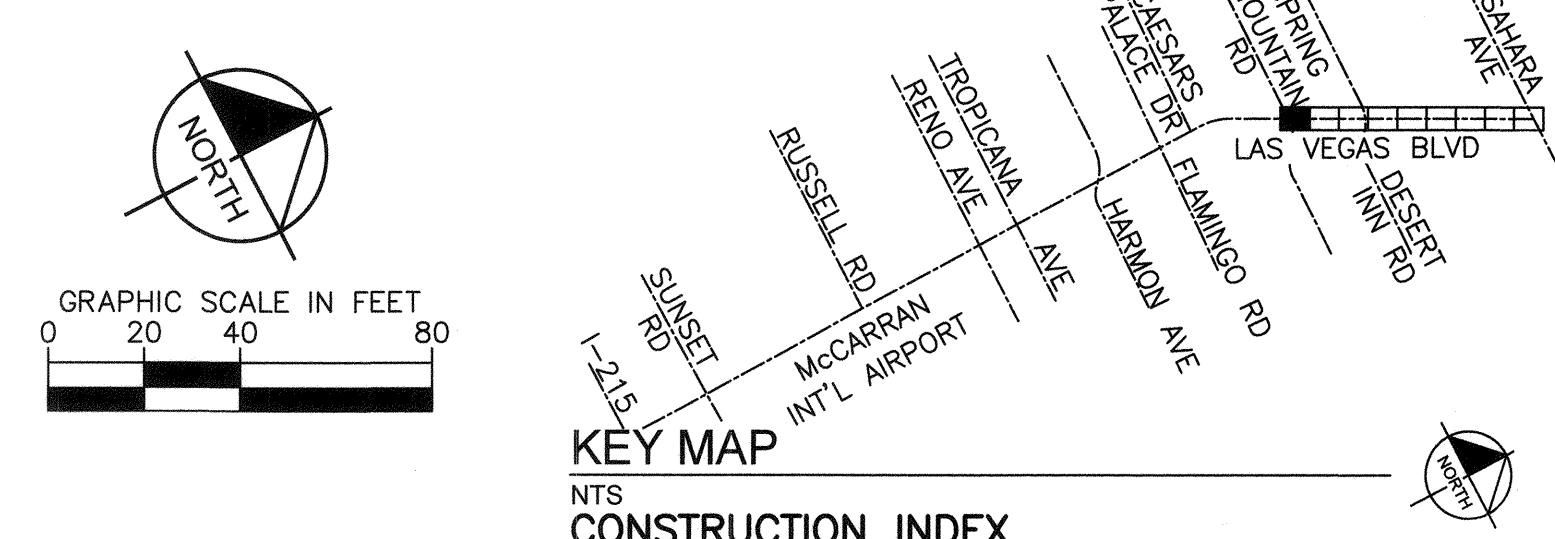 NORTH
GRAPHIC SCALE IN FEET
0 20 40 80
I-215
SUNSET
RD
RUSSELL RD
McCARRAN
INT'L AIRPORT
RENO AVE
TROPICANA
AVE
HARMON AVE
CAESARS
PALACE DR
FLAMINGO RD
SPRING
MOUNTAIN
RD
LAS VEGAS BLVD
DESERT
INN RD
SAHARA
AVE
KEY MAP
NTS
NORTH
CONSTRUCTION INDEX